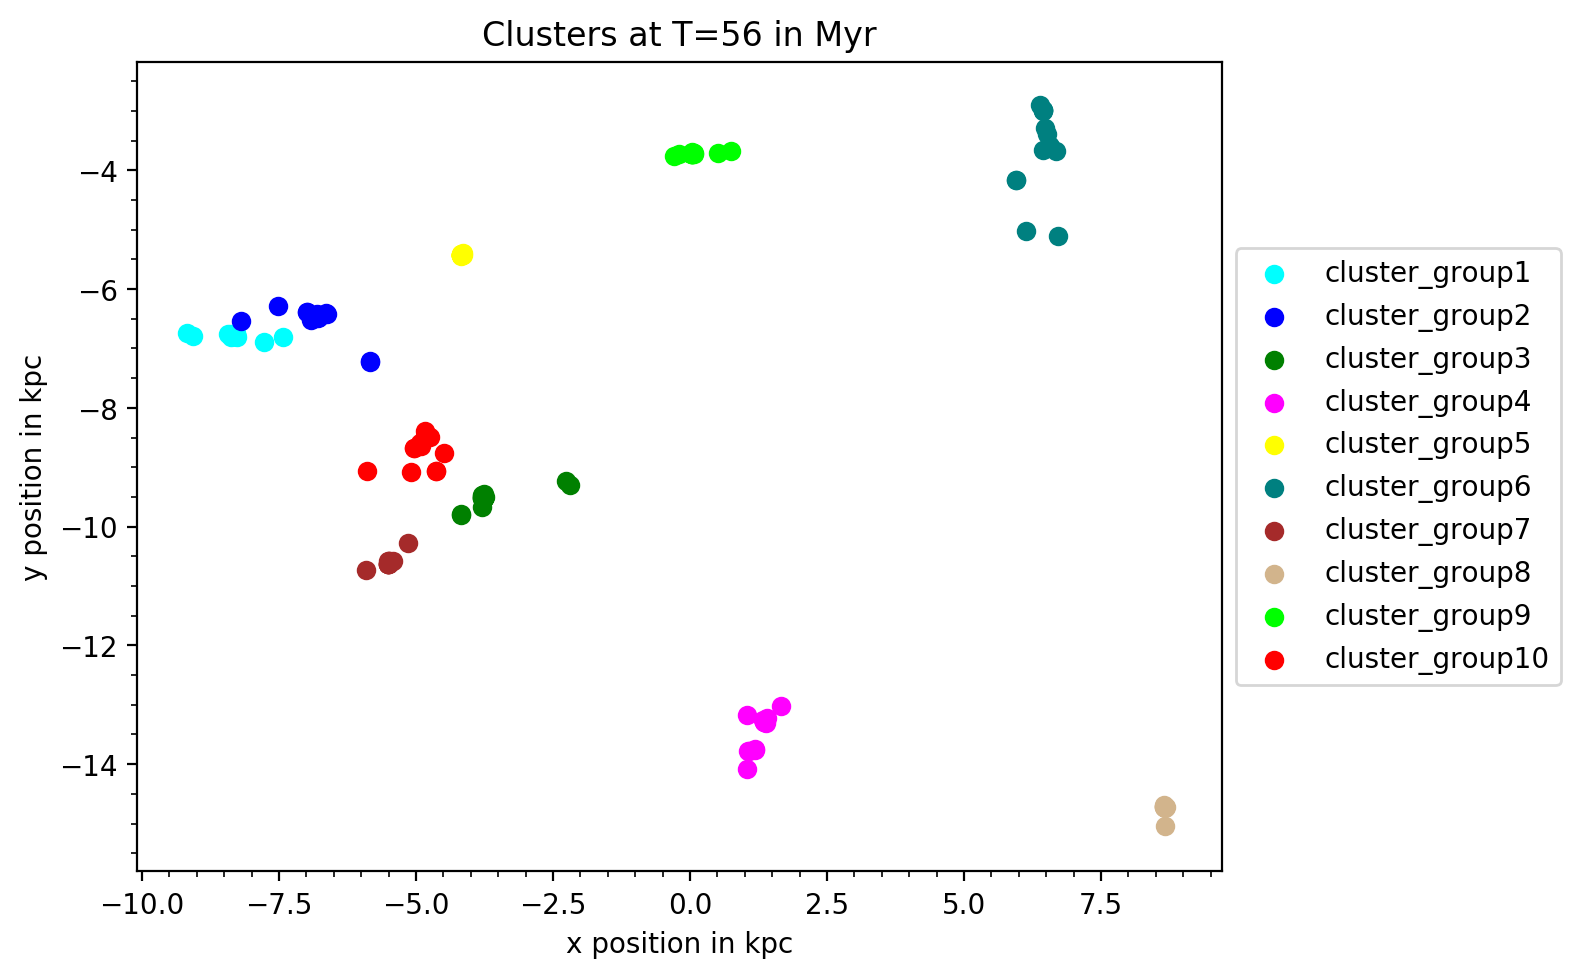 Clusters at T=56 in Myr
y position in kpc
−4
−6
−8
−10
−12
−14
−10.0 −7.5 −5.0 −2.5 0.0 2.5 5.0 7.5
x position in kpc
cluster_group1
cluster_group2
cluster_group3
cluster_group4
cluster_group5
cluster_group6
cluster_group7
cluster_group8
cluster_group9
cluster_group10